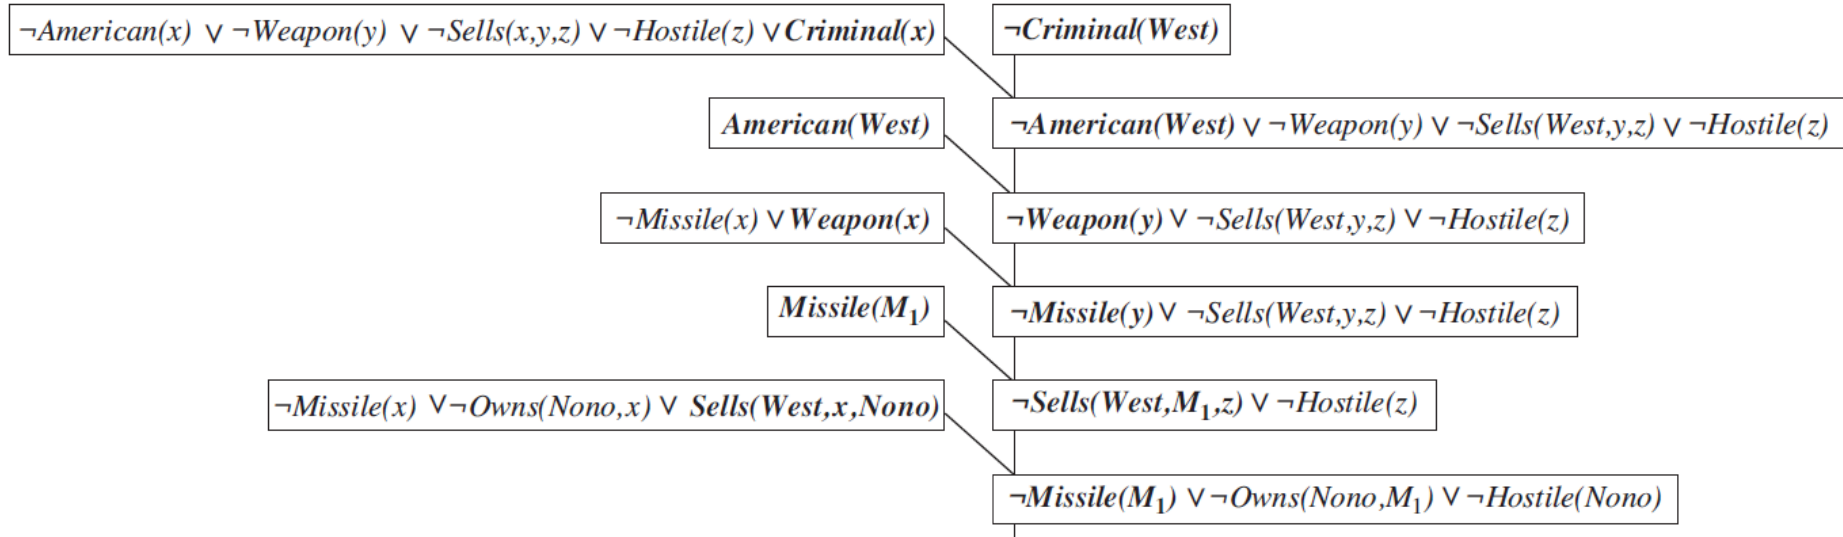 ¬American(x) ∨ ¬Weapon(y) ∨ ¬Sells(x,y,z) ∨ ¬Hostile(z) ∨ Criminal(x)
¬Criminal(West)
American(West)
¬American(West) ∨ ¬Weapon(y) ∨ ¬Sells(West,y,z) ∨ ¬Hostile(z)
¬Missile(x) ∨ Weapon(x)
¬Weapon(y) ∨ ¬Sells(West,y,z) ∨ ¬Hostile(z)
Missile(M₁)
¬Missile(y) ∨ ¬Sells(West,y,z) ∨ ¬Hostile(z)
¬Missile(x) ∨ ¬Owns(Nono,x) ∨ Sells(West,x,Nono)
¬Sells(West,M₁,z) ∨ ¬Hostile(z)
¬Missile(M₁) ∨ ¬Owns(Nono,M₁) ∨ ¬Hostile(Nono)